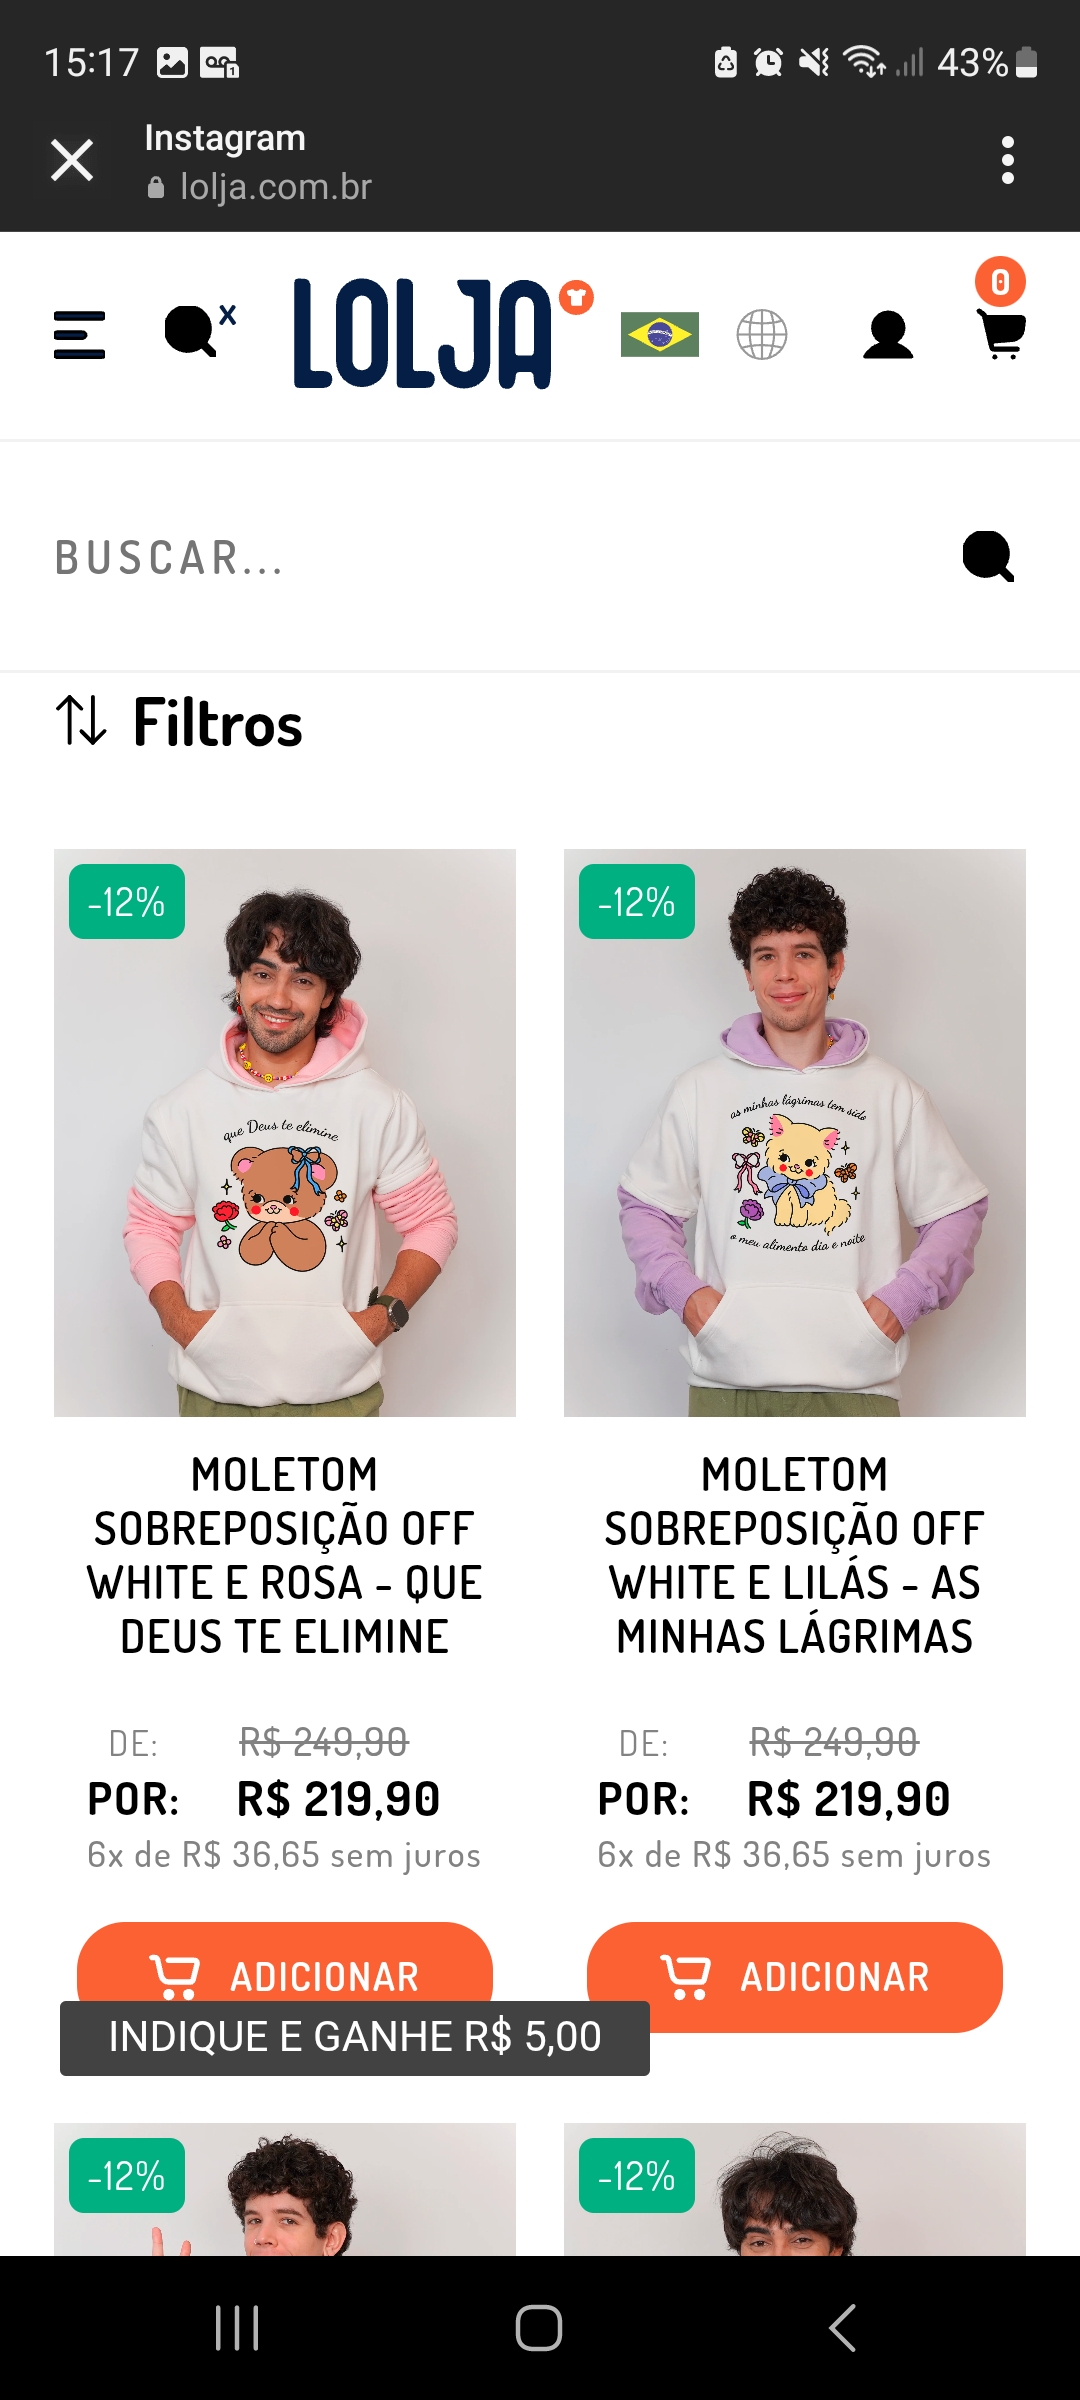 15:17
1
43%
Instagram
lolja.com.br
LOLJA
0
BUSCAR...
Filtros
-12%
que Deus te elimine
-12%
as minhas lágrimas tem sido
o meu alimento dia e noite
MOLETOM
SOBREPOSIÇÃO OFF
WHITE E ROSA - QUE
DEUS TE ELIMINE
MOLETOM
SOBREPOSIÇÃO OFF
WHITE E LILÁS - AS
MINHAS LÁGRIMAS
DE: R$ 249,90
POR: R$ 219,90
6x de R$ 36,65 sem juros
DE: R$ 249,90
POR: R$ 219,90
6x de R$ 36,65 sem juros
ADICIONAR
ADICIONAR
INDIQUE E GANHE R$ 5,00
-12%
-12%